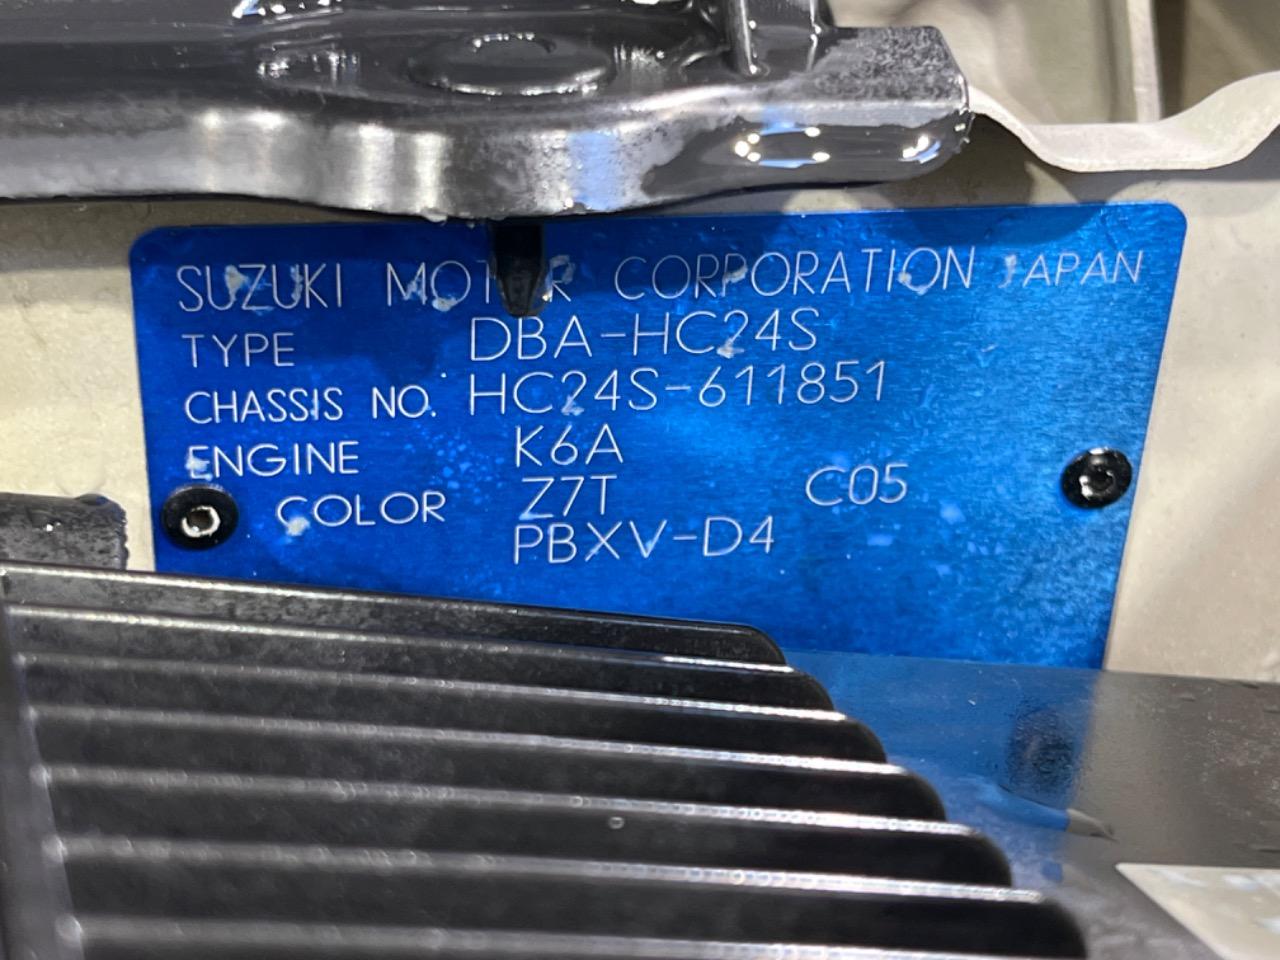 SUZUKI MOTOR CORPORATION JAPAN
TYPE DBA-HC24S
CHASSIS NO. HC24S-611851
ENGINE K6A
COLOR Z7T C05
PBXV-D4